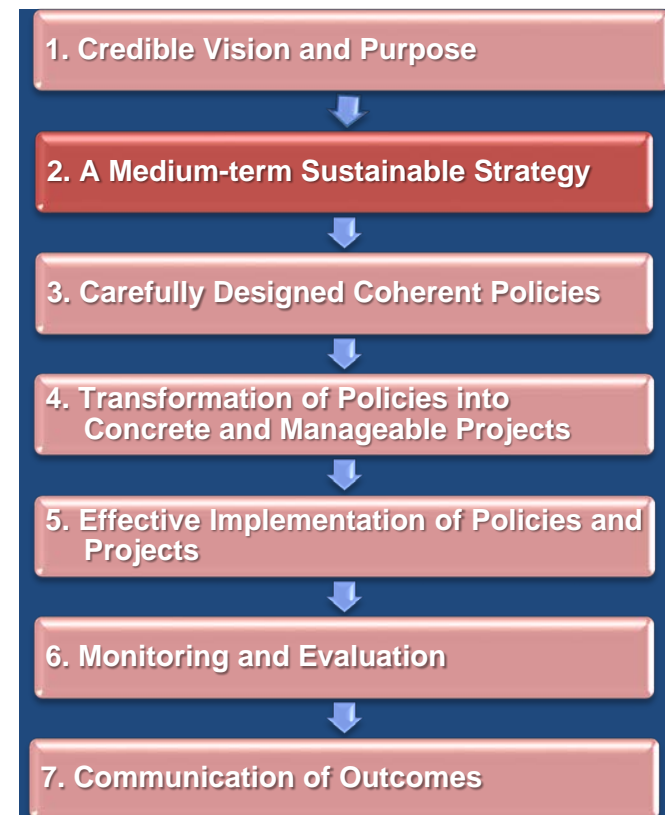 1. Credible Vision and Purpose
2. A Medium-term Sustainable Strategy
3. Carefully Designed Coherent Policies
4. Transformation of Policies into
Concrete and Manageable Projects
5. Effective Implementation of Policies and
Projects
6. Monitoring and Evaluation
7. Communication of Outcomes